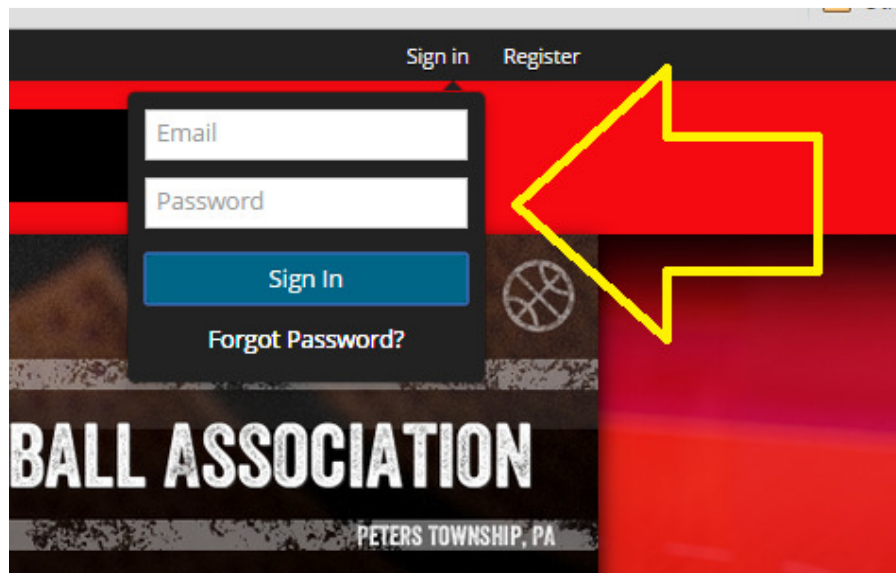 Sign in Register
Email
Password
Sign In
Forgot Password?
BALL ASSOCIATION
PETERS TOWNSHIP, PA